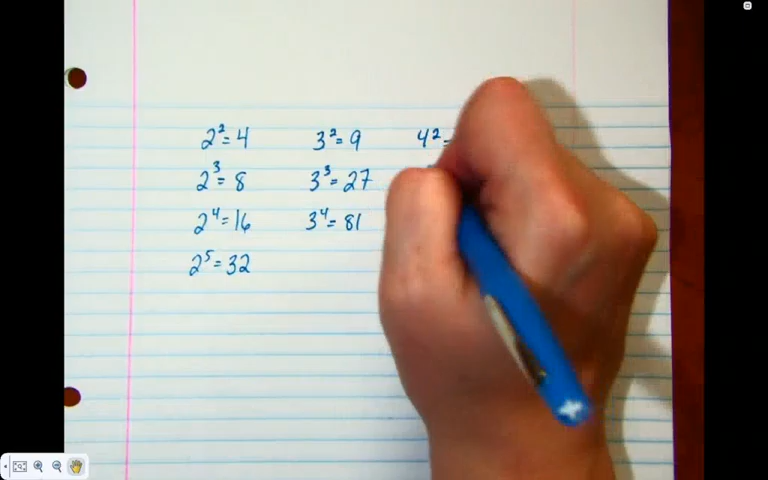 2² = 4 3² = 9 4² =
2³ = 8 3³ = 27
2⁴ = 16 3⁴ = 81
2⁵ = 32